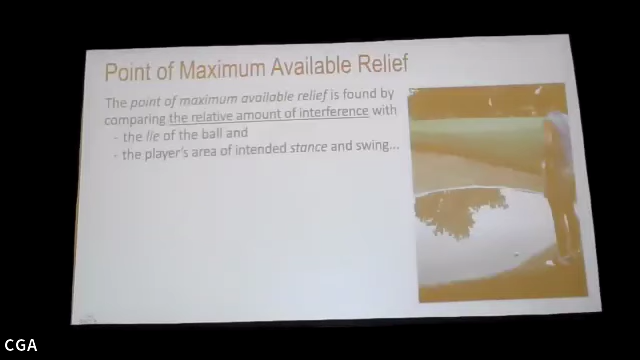 Point of Maximum Available Relief
The point of maximum available relief is found by
comparing the relative amount of interference with
- the lie of the ball and
- the player's area of intended stance and swing...
CGA